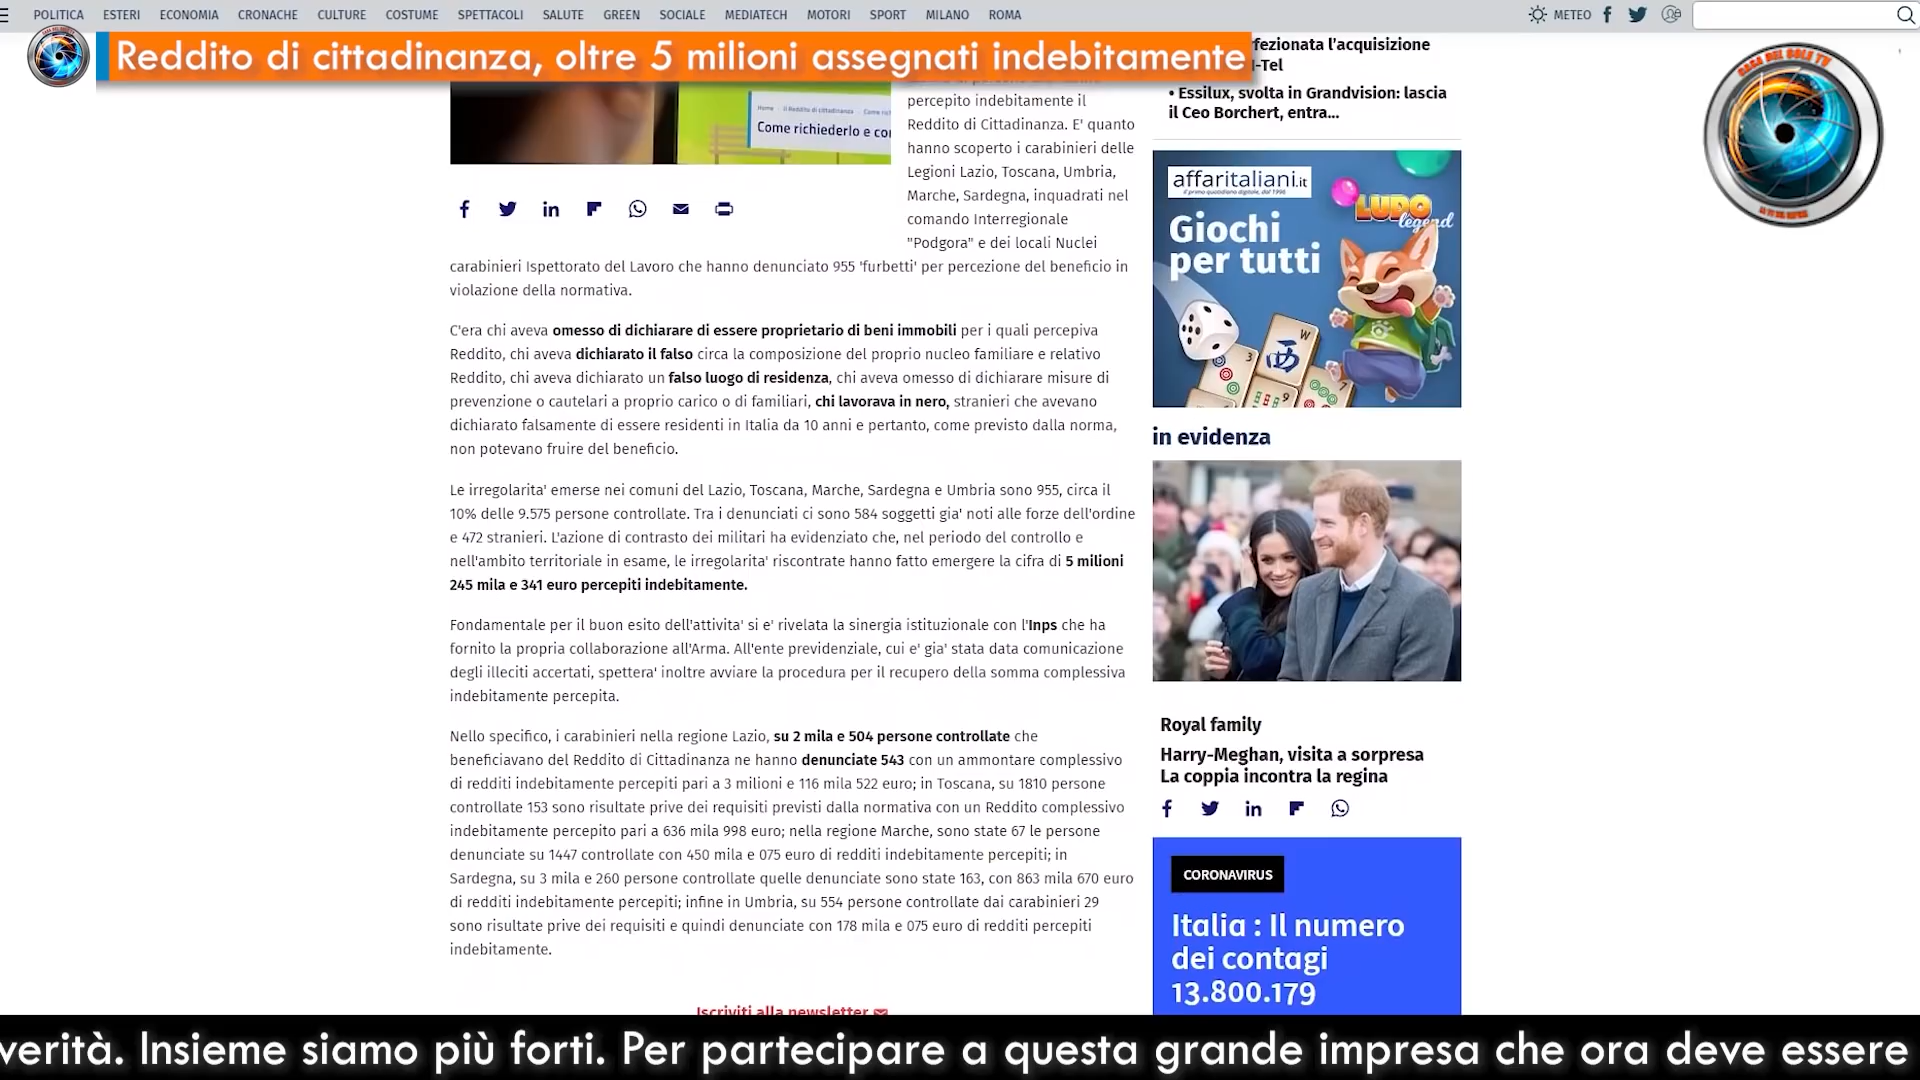 POLITICA ESTERI ECONOMIA CRONACHE CULTURE COSTUME SPETTACOLI SALUTE GREEN SOCIALE MEDIATECH MOTORI SPORT MILANO ROMA METEO
Reddito di cittadinanza, oltre 5 milioni assegnati indebitamente
Home Il Reddito di cittadinanza
Come richiederlo e
percepito indebitamente il
Reddito di Cittadinanza. E' quanto
hanno scoperto i carabinieri delle
Legioni Lazio, Toscana, Umbria,
Marche, Sardegna, inquadrati nel
comando Interregionale
"Podgora" e dei locali Nuclei
carabinieri Ispettorato del Lavoro che hanno denunciato 955 'furbetti' per percezione del beneficio in
violazione della normativa.
C'era chi aveva omesso di dichiarare di essere proprietario di beni immobili per i quali percepiva
Reddito, chi aveva dichiarato il falso circa la composizione del proprio nucleo familiare e relativo
Reddito, chi aveva dichiarato un falso luogo di residenza, chi aveva omesso di dichiarare misure di
prevenzione o cautelari a proprio carico o di familiari, chi lavorava in nero, stranieri che avevano
dichiarato falsamente di essere residenti in Italia da 10 anni e pertanto, come previsto dalla norma,
non potevano fruire del beneficio.
Le irregolarita' emerse nei comuni del Lazio, Toscana, Marche, Sardegna e Umbria sono 955, circa il
10% delle 9.575 persone controllate. Tra i denunciati ci sono 584 soggetti gia' noti alle forze dell'ordine
e 472 stranieri. L'azione di contrasto dei militari ha evidenziato che, nel periodo del controllo e
nell'ambito territoriale in esame, le irregolarita' riscontrate hanno fatto emergere la cifra di 5 milioni
245 mila e 341 euro percepiti indebitamente.
Fondamentale per il buon esito dell'attivita' si e' rivelata la sinergia istituzionale con l'Inps che ha
fornito la propria collaborazione all'Arma. All'ente previdenziale, cui e' gia' stata data comunicazione
degli illeciti accertati, spettera' inoltre avviare la procedura per il recupero della somma complessiva
indebitamente percepita.
Nello specifico, i carabinieri nella regione Lazio, su 2 mila e 504 persone controllate che
beneficiavano del Reddito di Cittadinanza ne hanno denunciate 543 con un ammontare complessivo
di redditi indebitamente percepiti pari a 3 milioni e 116 mila 522 euro; in Toscana, su 1810 persone
controllate 153 sono risultate prive dei requisiti previsti dalla normativa con un Reddito complessivo
indebitamente percepito pari a 636 mila 998 euro; nella regione Marche, sono state 67 le persone
denunciate su 1447 controllate con 450 mila e 075 euro di redditi indebitamente percepiti; in
Sardegna, su 3 mila e 260 persone controllate quelle denunciate sono state 163, con 863 mila 670 euro
di redditi indebitamente percepiti; infine in Umbria, su 554 persone controllate dai carabinieri 29
sono risultate prive dei requisiti e quindi denunciate con 178 mila e 075 euro di redditi percepiti
indebitamente.
Iscriviti alla newsletter
fezionata l'acquisizione
l-Tel
• Essilux, svolta in Grandvision: lascia
il Ceo Borchert, entra...
CASA DEL SOLE TV
affaritaliani.it
il primo quotidiano digitale, dal 1996
LUDO
legend
Giochi
per tutti
in evidenza
Royal family
Harry-Meghan, visita a sorpresa
La coppia incontra la regina
CORONAVIRUS
Italia : Il numero
dei contagi
13.800.179
verità. Insieme siamo più forti. Per partecipare a questa grande impresa che ora deve essere